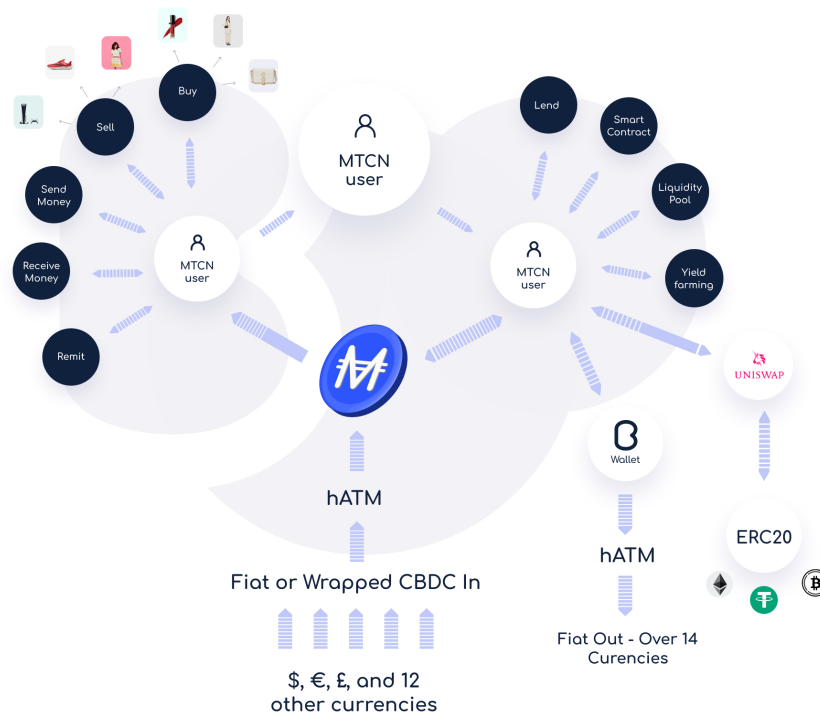 Buy
Sell
Lend
Smart
Contract
MTCN
user
Send
Money
Liquidity
Pool
MTCN
user
MTCN
user
Receive
Money
Yield
farming
Remit
UNISWAP
Wallet
hATM
ERC20
hATM
Fiat or Wrapped CBDC In
Fiat Out - Over 14
Curencies
$, €, £, and 12
other currencies